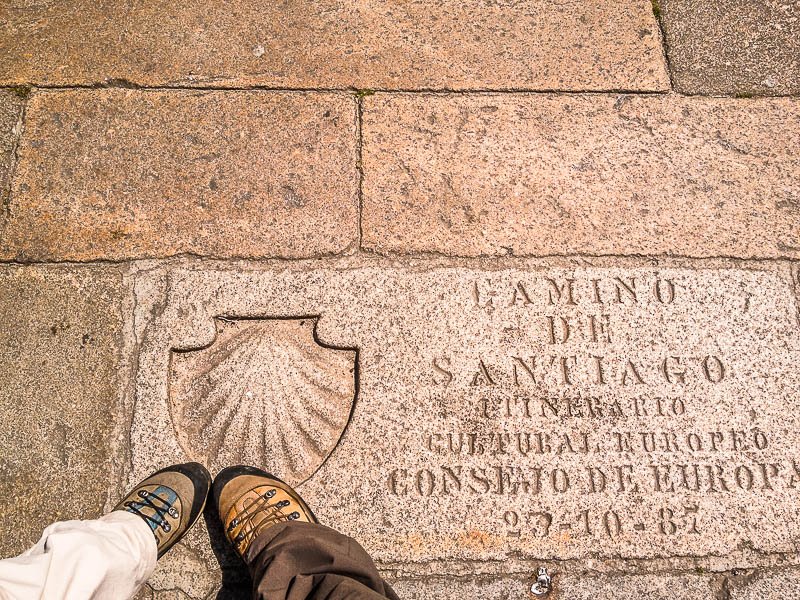 CAMINO
DE
SANTIAGO
ITINERARIO
CULTURAL EUROPEO
CONSEJO DE EUROPA
23-10-87